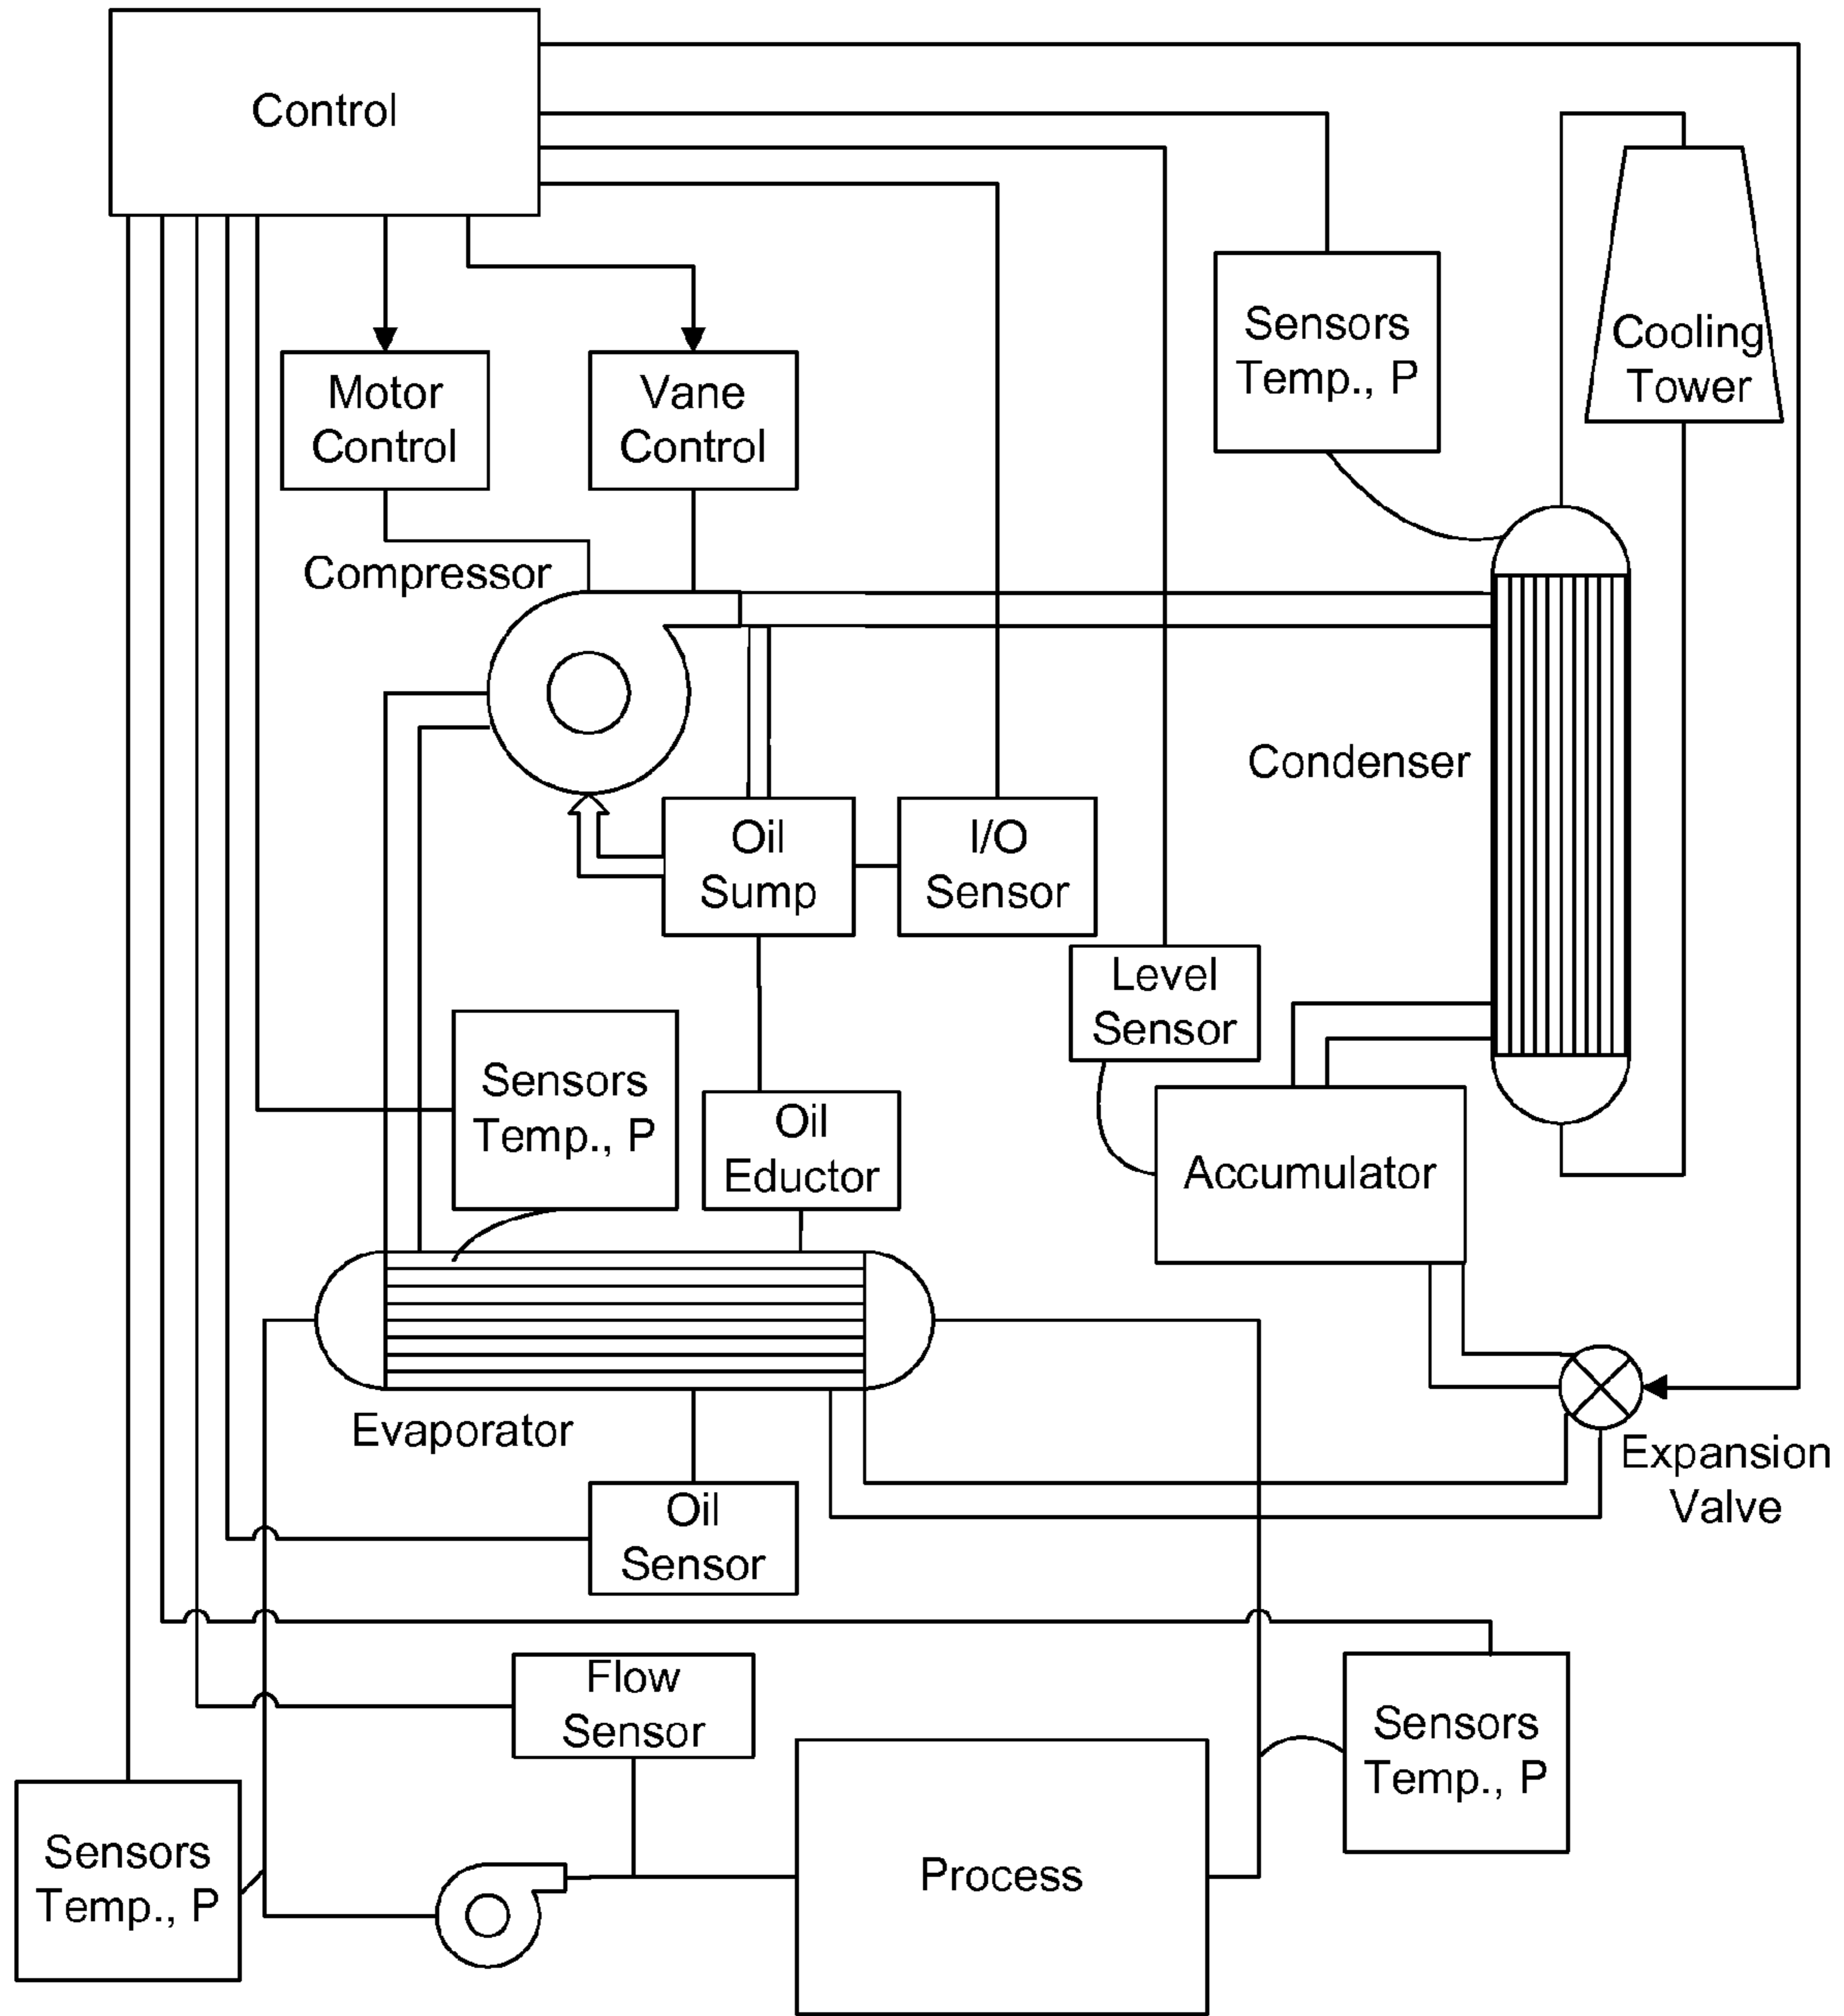 Control
Sensors
Temp., P
Cooling
Tower
Motor
Control
Vane
Control
Compressor
Condenser
Oil
Sump
I/O
Sensor
Level
Sensor
Sensors
Temp., P
Oil
Eductor
Accumulator
Evaporator
Expansion
Valve
Oil
Sensor
Flow
Sensor
Sensors
Temp., P
Sensors
Temp., P
Process